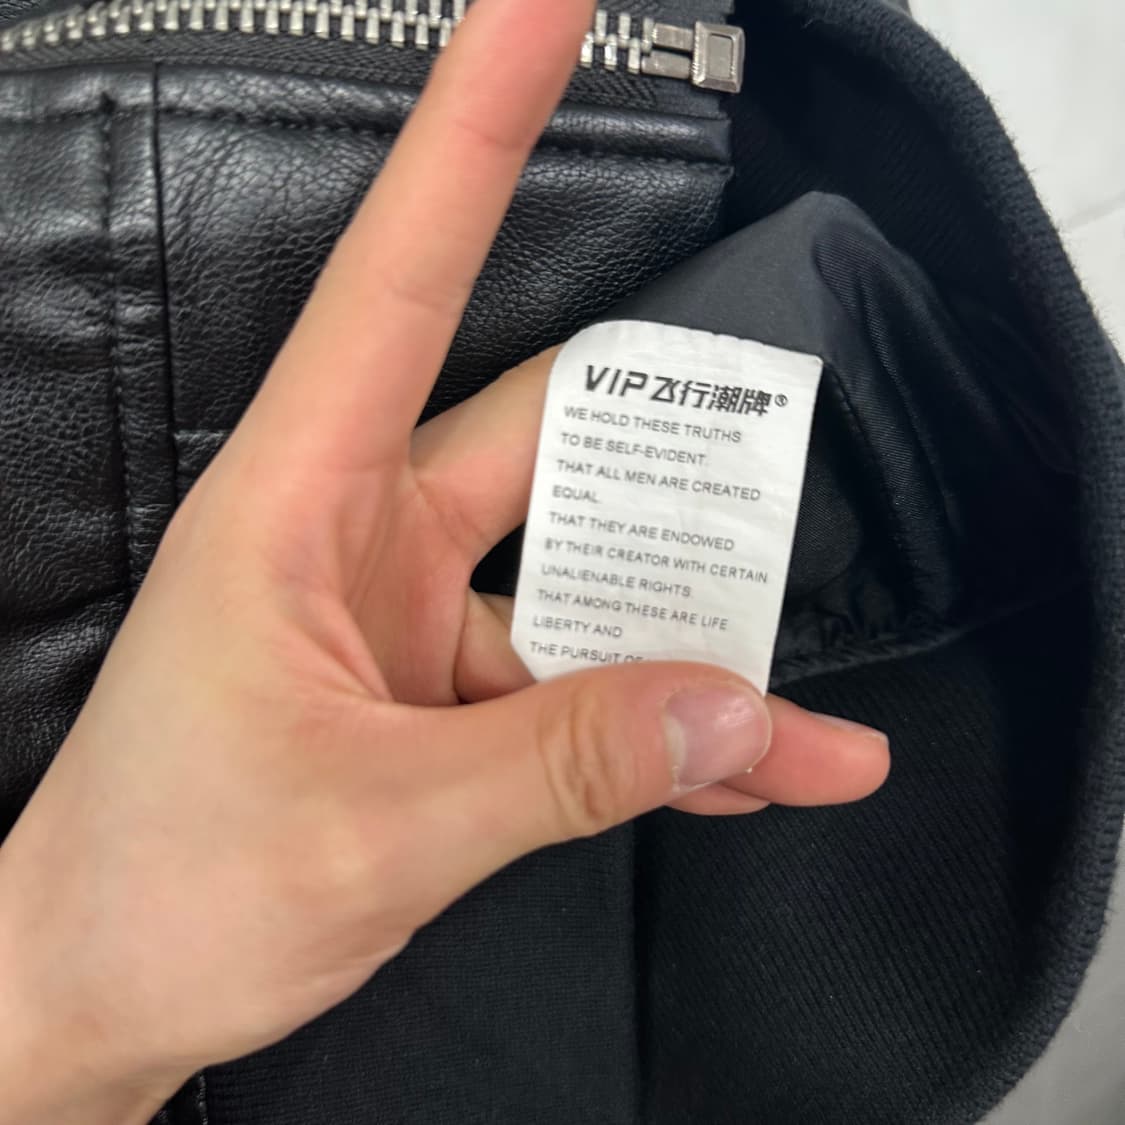 VIP飞行潮牌®
WE HOLD THESE TRUTHS
TO BE SELF-EVIDENT
THAT ALL MEN ARE CREATED
EQUAL
THAT THEY ARE ENDOWED
BY THEIR CREATOR WITH CERTAIN
UNALIENABLE RIGHTS
THAT AMONG THESE ARE LIFE
LIBERTY AND
THE PURSUIT OF